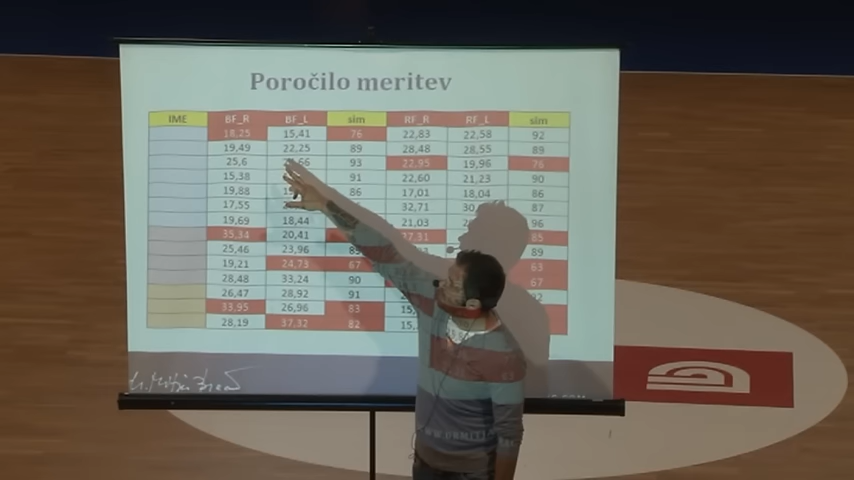 Poročilo meritev
IME BF_R BF_L sim RF_R RF_L sim
18,25 15,41 76 22,83 22,58 92
19,49 22,25 89 28,48 28,55 89
25,6 93 22,95 19,96 76
15,38 91 22,60 21,23 90
19,88 86 17,01 18,04 86
17,55 32,71 87
19,69 18,44 21,03 96
35,34 20,41 85
25,46 23,96 89
19,21 24,73 67 63
28,48 33,24 90 67
26,47 28,92 91
33,95 26,96 83
28,19 37,32 82